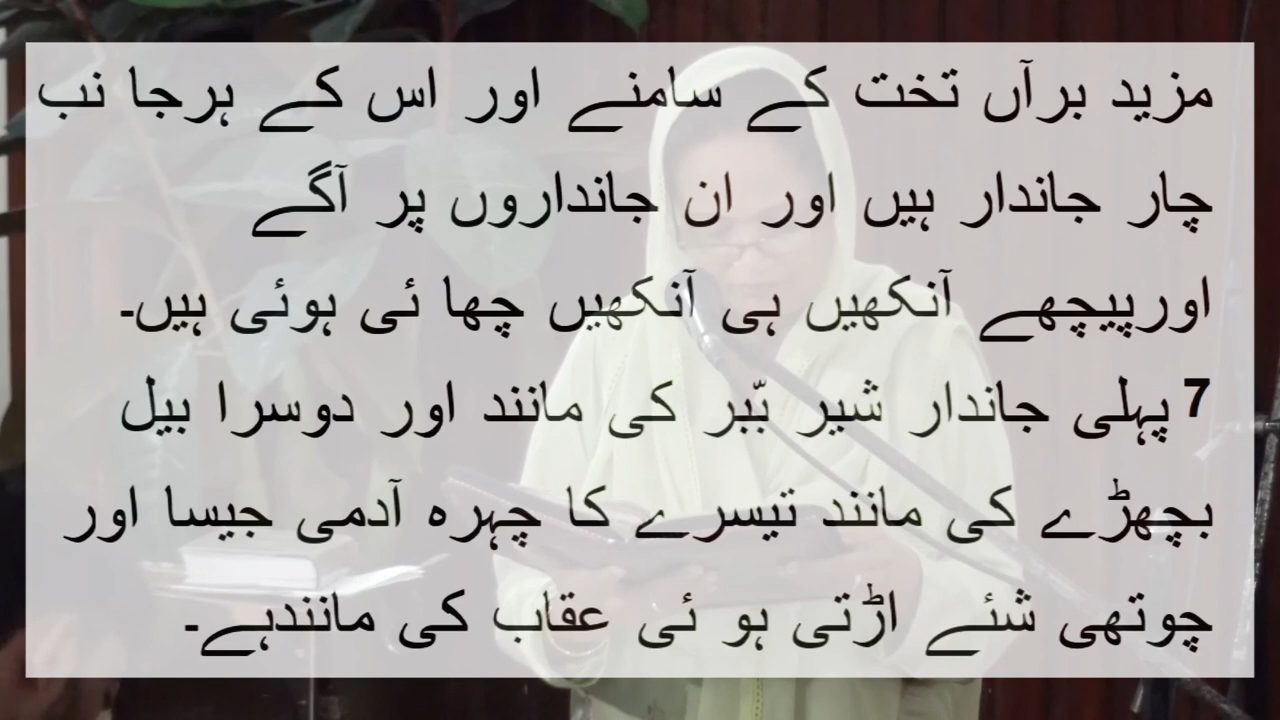 مزید برآں تخت کے سامنے اور اس کے ہرجا نب
چار جاندار ہیں اور ان جانداروں پر آگے
اورپیچھے آنکھیں ہی آنکھیں چھا ئی ہوئی ہیں۔
7 پہلی جاندار شیر بّبر کی مانند اور دوسرا بیل
بچھڑے کی مانند تیسرے کا چہرہ آدمی جیسا اور
چوتھی شئے اڑتی ہو ئی عقاب کی مانندہے۔